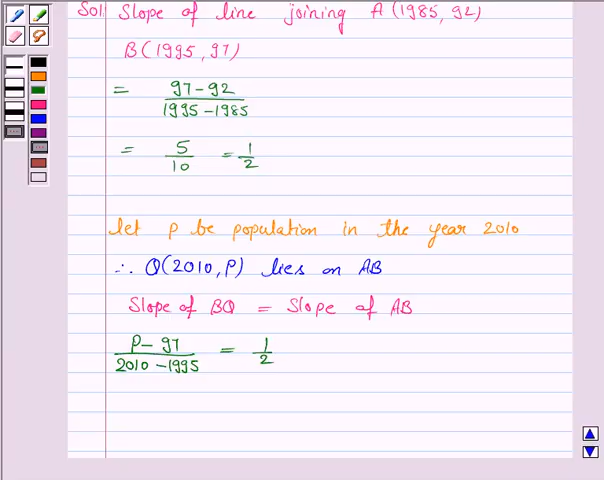 Sol: Slope of line joining A(1985, 92)
B(1995, 97)
= 97-92 / 1995-1985
= 5/10 = 1/2
let P be population in the year 2010
∴ Q(2010, P) lies on AB
Slope of BQ = Slope of AB
P-97 / 2010-1995 = 1/2